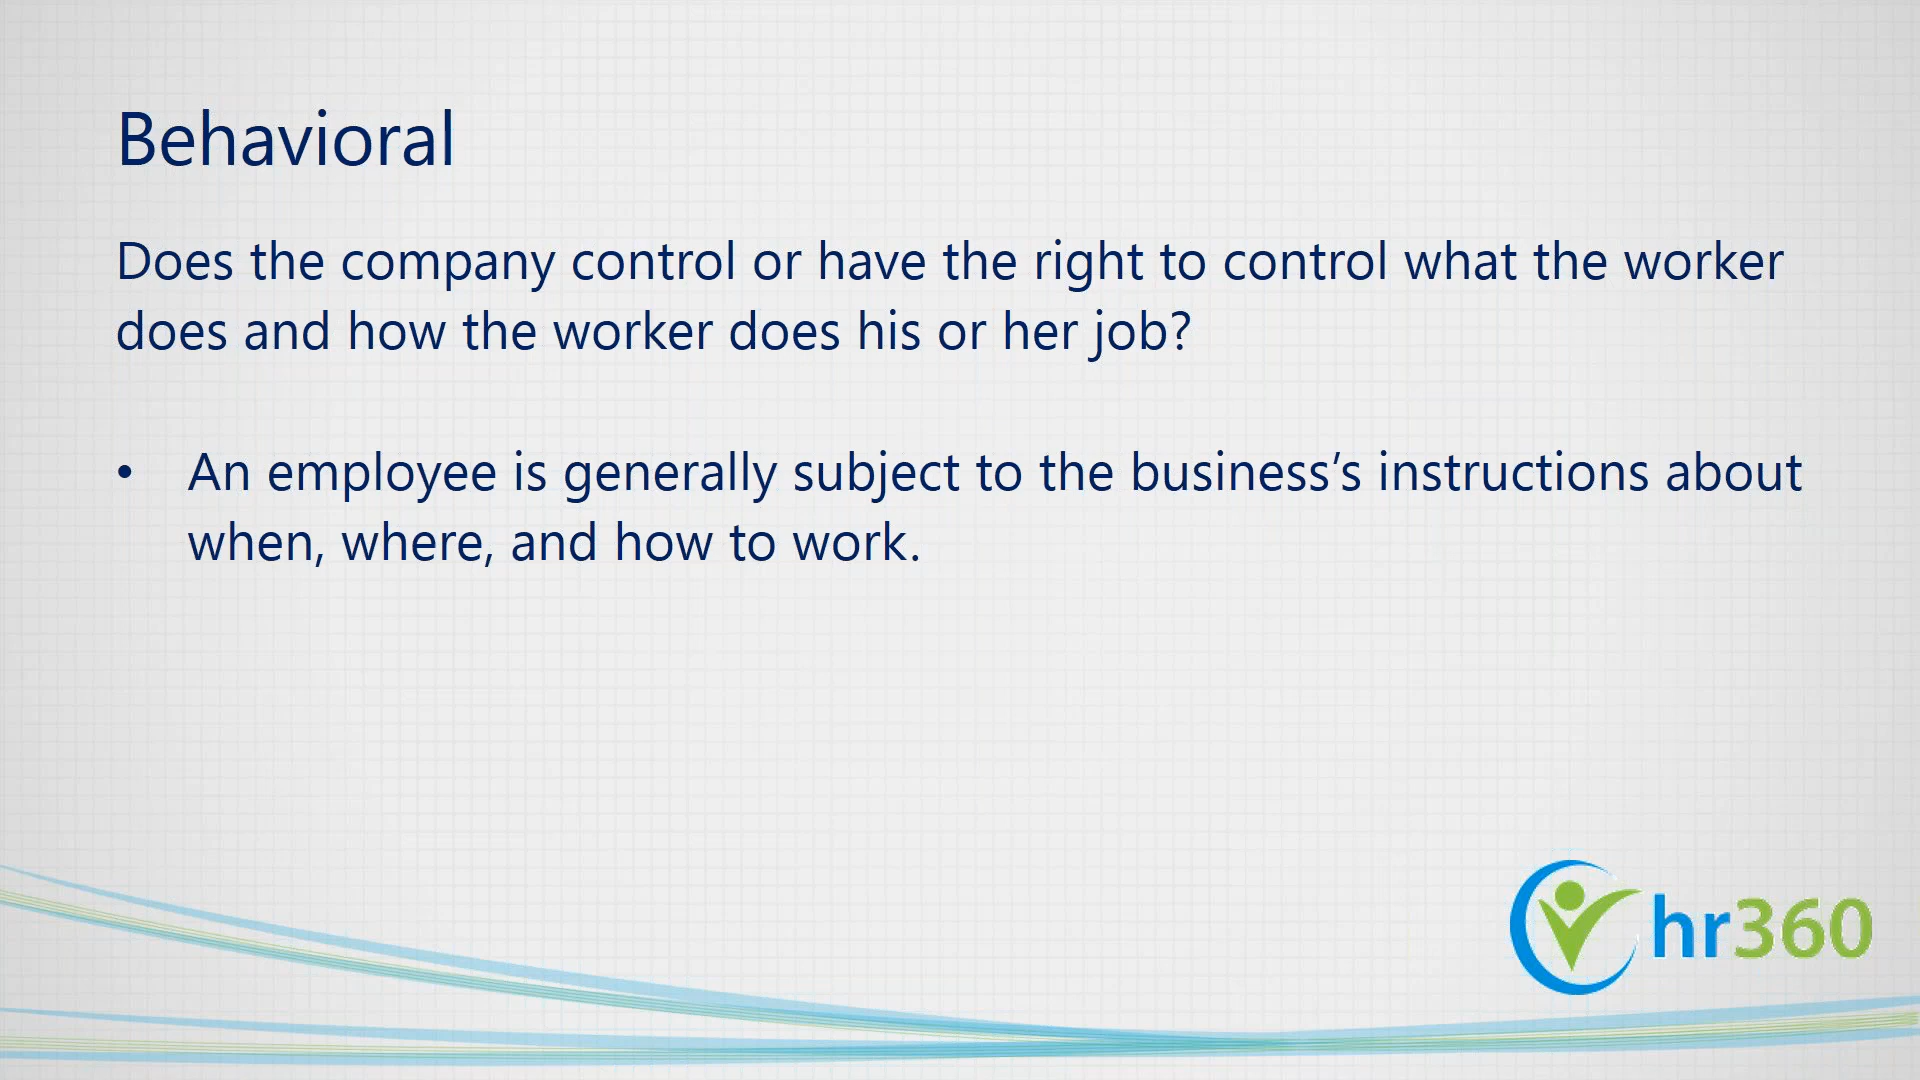 Behavioral
Does the company control or have the right to control what the worker
does and how the worker does his or her job?
• An employee is generally subject to the business’s instructions about
when, where, and how to work.
hr360